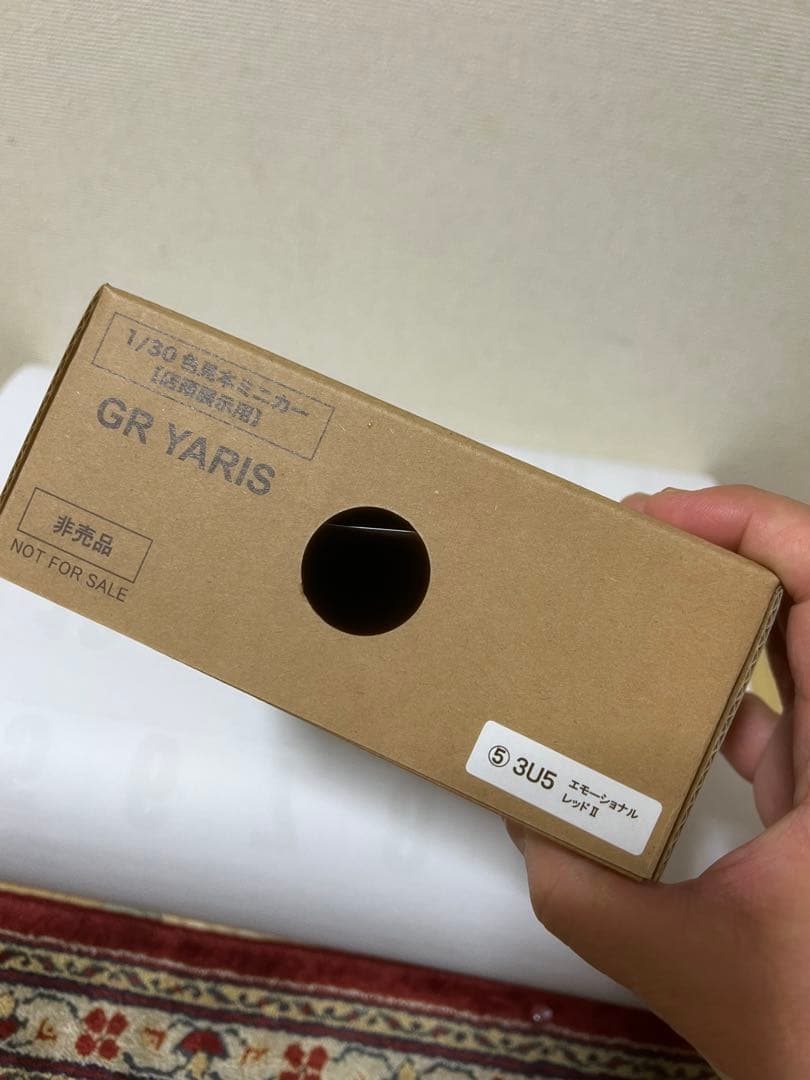 1/30 色見本ミニカー
【店頭展示用】
GR YARIS
非売品
NOT FOR SALE
⑤ 3U5 エモーショナル
レッドⅡ